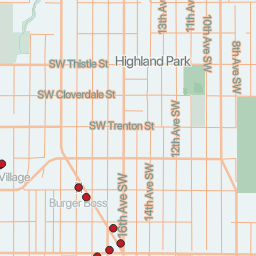 13th Ave
11th Ave
10th Ave SW
8th Ave SW
SW Thistle St
Highland Park
SW Cloverdale St
SW Trenton St
12th Ave SW
Village
16th Ave SW
14th Ave SW
Burger Boss